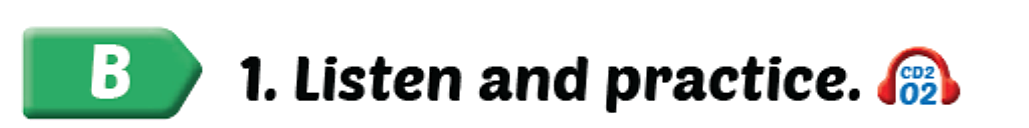 B 1. Listen and practice. CD2
02